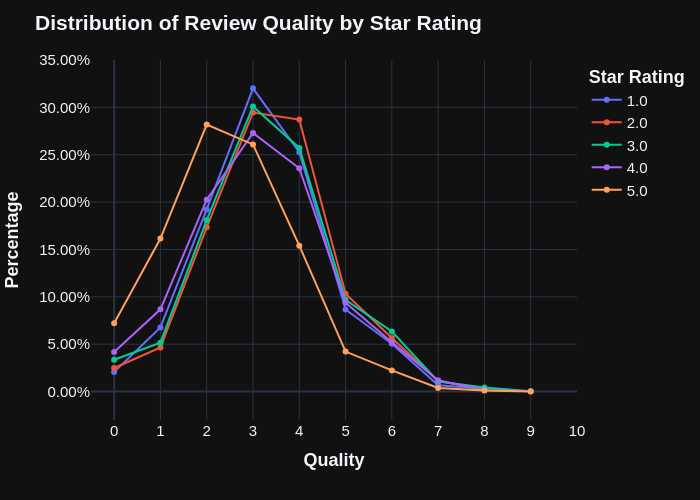 Distribution of Review Quality by Star Rating
35.00%
30.00%
25.00%
20.00%
15.00%
10.00%
5.00%
0.00%
Percentage
0 1 2 3 4 5 6 7 8 9 10
Quality
Star Rating
1.0
2.0
3.0
4.0
5.0